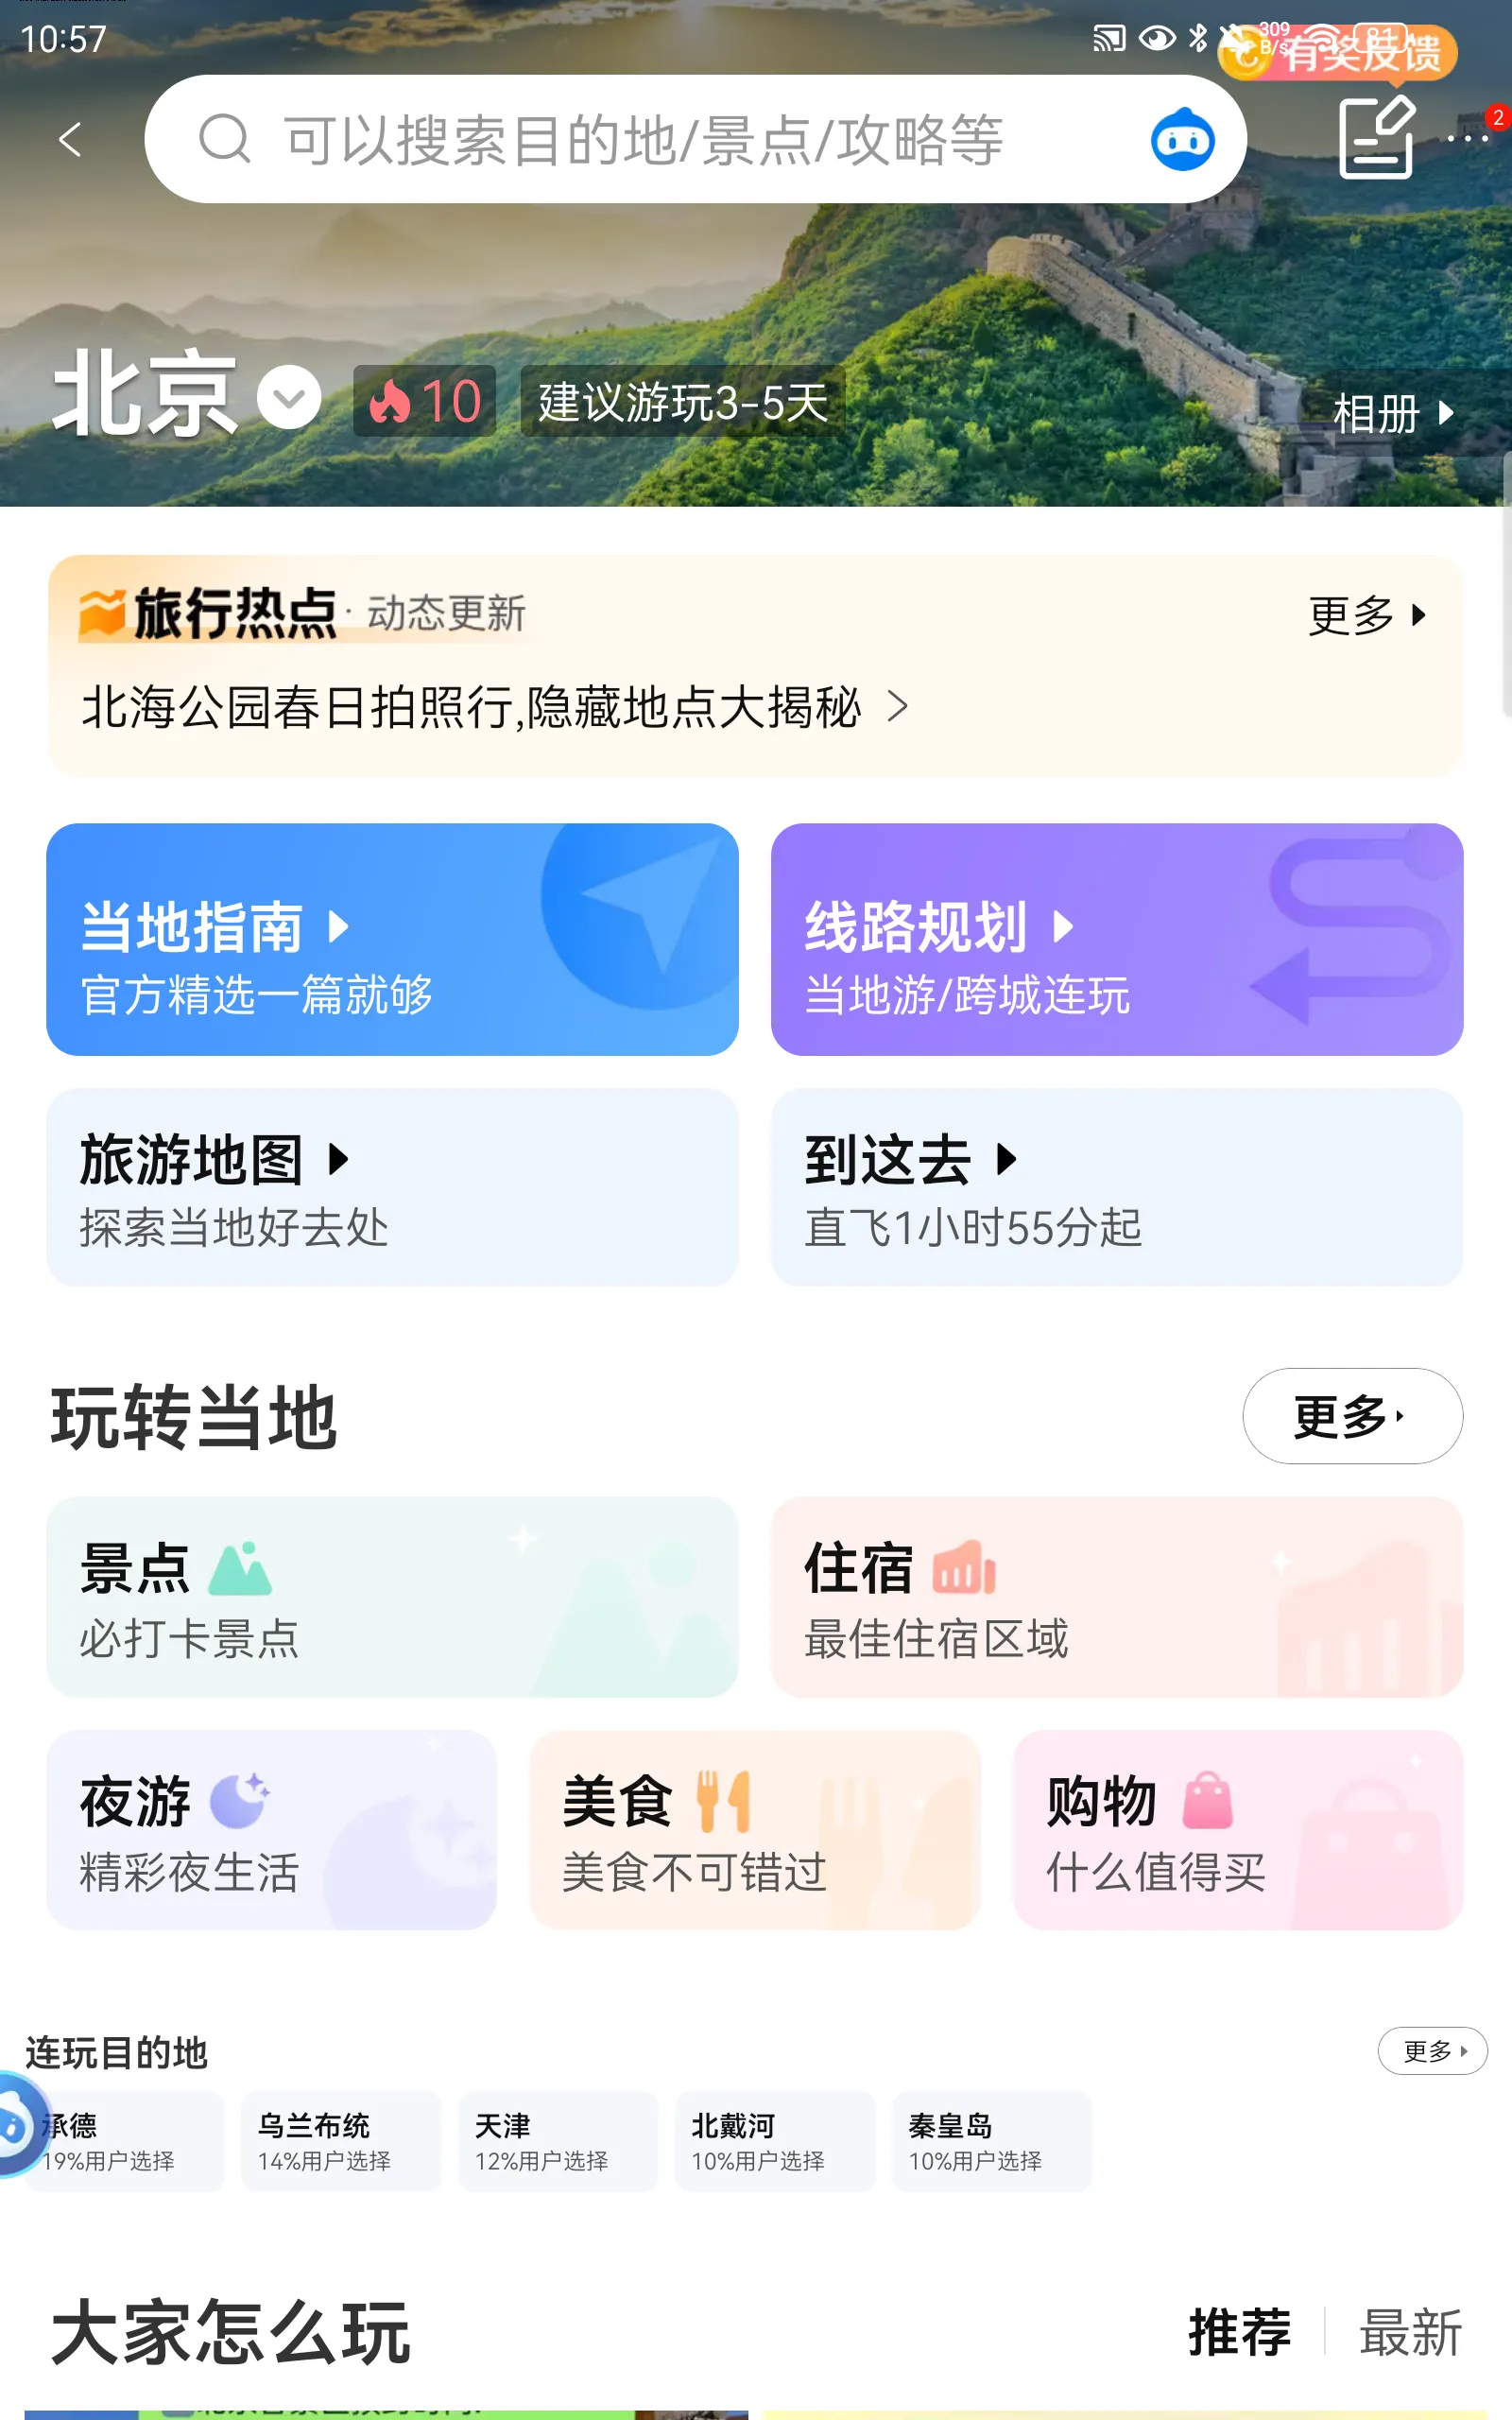 10:57
309
B/s
81
有奖反馈
可以搜索目的地/景点/攻略等
2
北京
10
建议游玩3-5天
相册
旅行热点 · 动态更新
更多
北海公园春日拍照行,隐藏地点大揭秘
当地指南
官方精选一篇就够
线路规划
当地游/跨城连玩
旅游地图
探索当地好去处
到这去
直飞1小时55分起
玩转当地
更多
景点
必打卡景点
住宿
最佳住宿区域
夜游
精彩夜生活
美食
美食不可错过
购物
什么值得买
连玩目的地
更多
承德
19%用户选择
乌兰布统
14%用户选择
天津
12%用户选择
北戴河
10%用户选择
秦皇岛
10%用户选择
大家怎么玩
推荐
最新